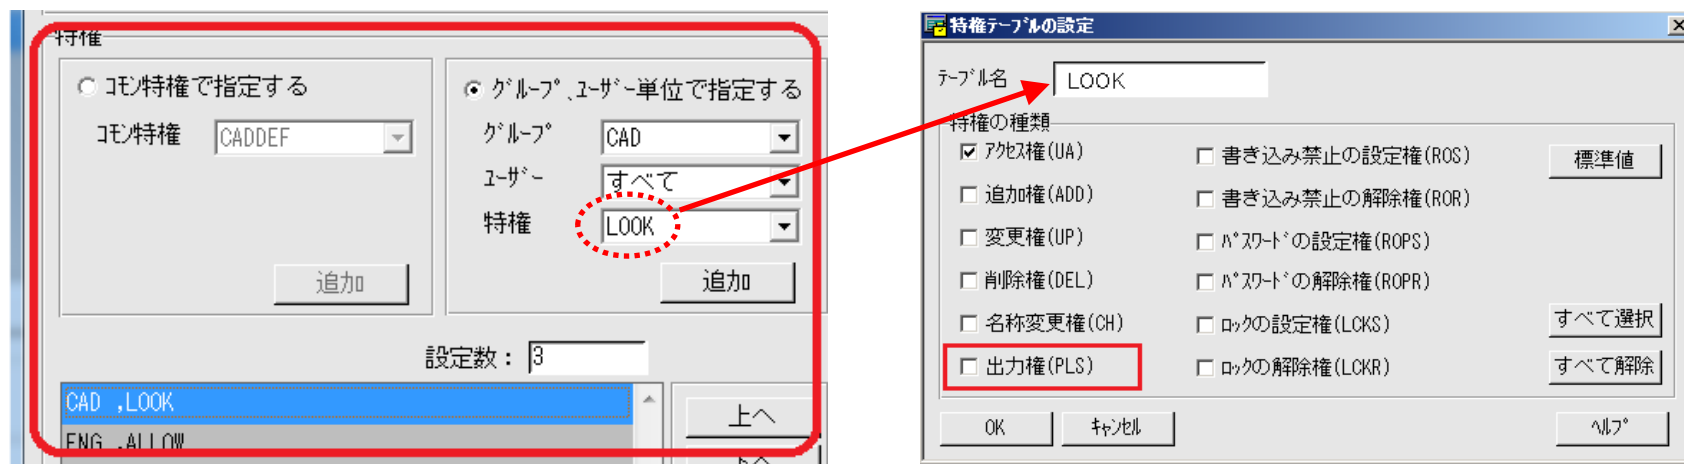 特権
コモン特権で指定する
コモン特権 CADDEF
追加
グループ、ユーザー単位で指定する
グループ CAD
ユーザー すべて
特権 LOOK
追加
設定数: 3
CAD ,LOOK
ENG ,ALLOW
上へ
下へ
特権テーブルの設定
テーブル名 LOOK
特権の種類
アクセス権(UA)
追加権(ADD)
変更権(UP)
削除権(DEL)
名称変更権(CH)
出力権(PLS)
書き込み禁止の設定権(ROS)
書き込み禁止の解除権(ROR)
パスワードの設定権(ROPS)
パスワードの解除権(ROPR)
ロックの設定権(LCKS)
ロックの解除権(LCKR)
標準値
すべて選択
すべて解除
OK
キャンセル
ヘルプ